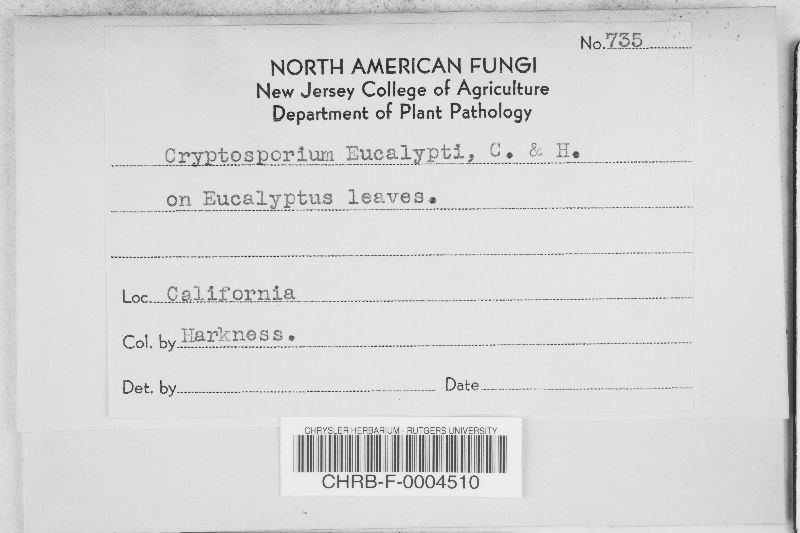 No. 735
NORTH AMERICAN FUNGI
New Jersey College of Agriculture
Department of Plant Pathology
Cryptosporium Eucalypti, C. & H.
on Eucalyptus leaves.
Loc. California
Col. by Harkness.
Det. by Date
CHRYSLER HERBARIUM - RUTGERS UNIVERSITY
CHRB-F-0004510